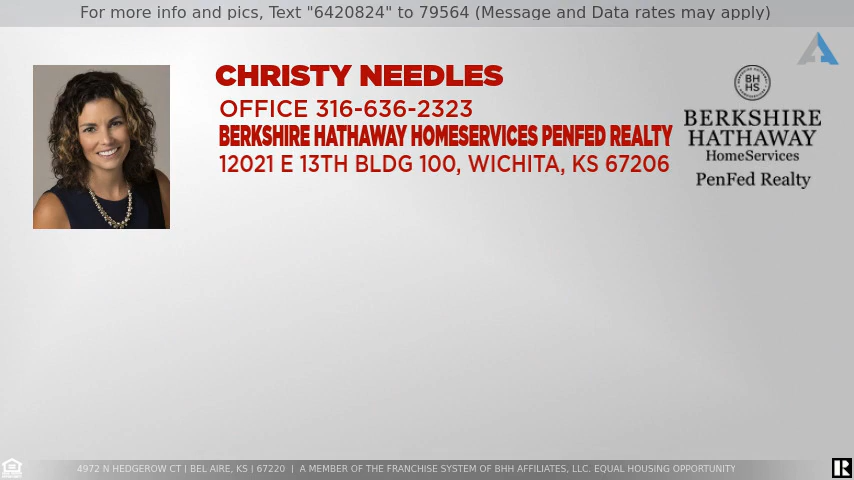 For more info and pics, Text "6420824" to 79564 (Message and Data rates may apply)
CHRISTY NEEDLES
OFFICE 316-636-2323
BERKSHIRE HATHAWAY HOMESERVICES PENFED REALTY
12021 E 13TH BLDG 100, WICHITA, KS 67206
BH
HS
BERKSHIRE
HATHAWAY
HomeServices
PenFed Realty
4972 N HEDGEROW CT | BEL AIRE, KS | 67220 | A MEMBER OF THE FRANCHISE SYSTEM OF BHH AFFILIATES, LLC. EQUAL HOUSING OPPORTUNITY